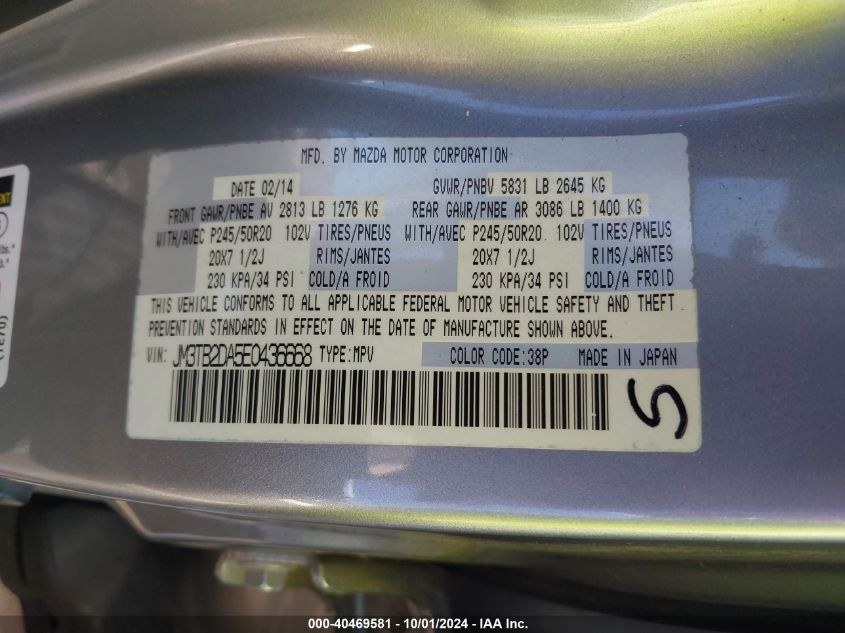 MFD. BY MAZDA MOTOR CORPORATION
DATE 02/14 GVWR/PNBV 5831 LB 2645 KG
FRONT GAWR/PNBE AV 2813 LB 1276 KG REAR GAWR/PNBE AR 3086 LB 1400 KG
WITH/AVEC P245/50R20 102V TIRES/PNEUS WITH/AVEC P245/50R20 102V TIRES/PNEUS
20X7 1/2J RIMS/JANTES 20X7 1/2J RIMS/JANTES
230 KPA/34 PSI COLD/A FROID 230 KPA/34 PSI COLD/A FROID
THIS VEHICLE CONFORMS TO ALL APPLICABLE FEDERAL MOTOR VEHICLE SAFETY AND THEFT
PREVENTION STANDARDS IN EFFECT ON THE DATE OF MANUFACTURE SHOWN ABOVE.
VIN: JM3TB2DA5E0436668 TYPE:MPV COLOR CODE:38P MADE IN JAPAN
5
(1E70)
000-40469581 - 10/01/2024 - IAA Inc.